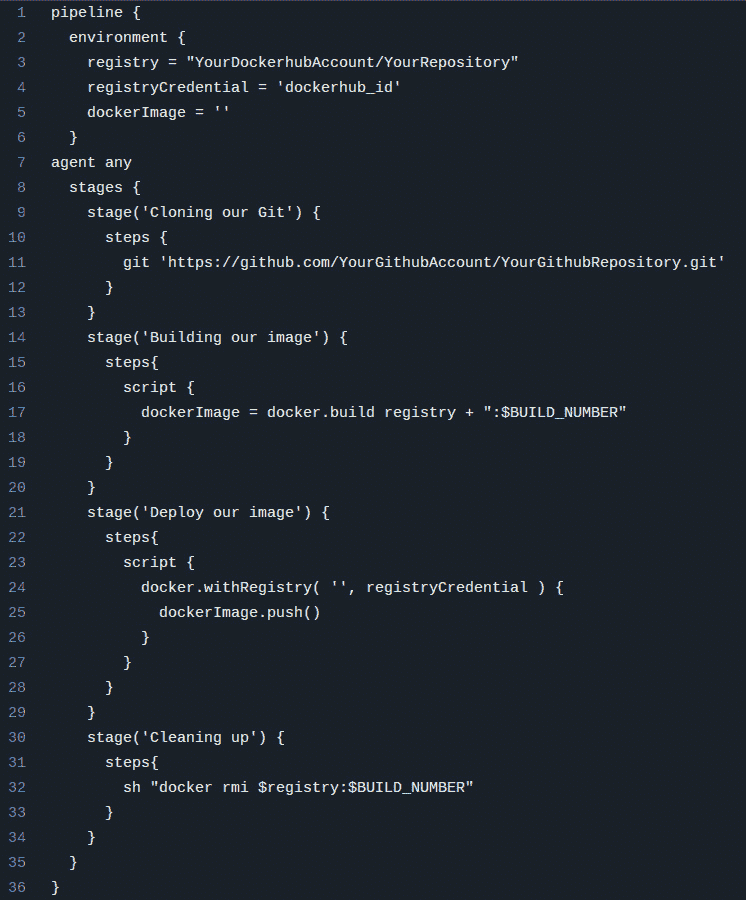 1 pipeline {
2 environment {
3 registry = "YourDockerhubAccount/YourRepository"
4 registryCredential = 'dockerhub_id'
5 dockerImage = ''
6 }
7 agent any
8 stages {
9 stage('Cloning our Git') {
10 steps {
11 git 'https://github.com/YourGithubAccount/YourGithubRepository.git'
12 }
13 }
14 stage('Building our image') {
15 steps{
16 script {
17 dockerImage = docker.build registry + ":$BUILD_NUMBER"
18 }
19 }
20 }
21 stage('Deploy our image') {
22 steps{
23 script {
24 docker.withRegistry( '', registryCredential ) {
25 dockerImage.push()
26 }
27 }
28 }
29 }
30 stage('Cleaning up') {
31 steps{
32 sh "docker rmi $registry:$BUILD_NUMBER"
33 }
34 }
35 }
36 }